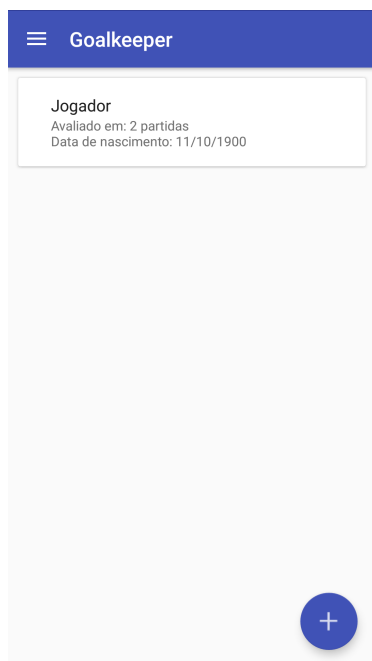 Goalkeeper
Jogador
Avaliado em: 2 partidas
Data de nascimento: 11/10/1900